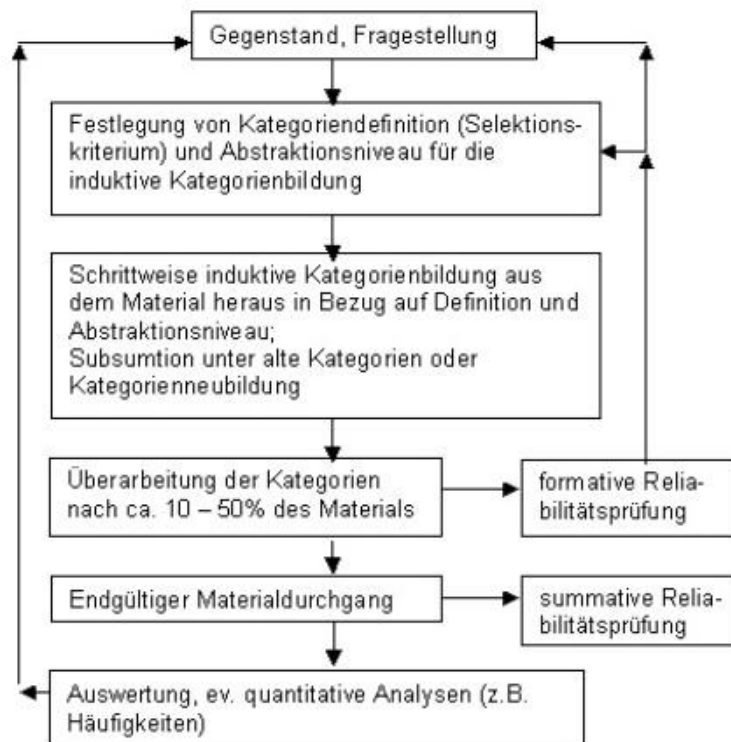 Gegenstand, Fragestellung
Festlegung von Kategoriendefinition (Selektions-
kriterium) und Abstraktionsniveau für die
induktive Kategorienbildung
Schrittweise induktive Kategorienbildung aus
dem Material heraus in Bezug auf Definition und
Abstraktionsniveau;
Subsumtion unter alte Kategorien oder
Kategorienneubildung
Überarbeitung der Kategorien
nach ca. 10 – 50% des Materials
formative Relia-
bilitätsprüfung
Endgültiger Materialdurchgang
summative Relia-
bilitätsprüfung
Auswertung, ev. quantitative Analysen (z.B.
Häufigkeiten)